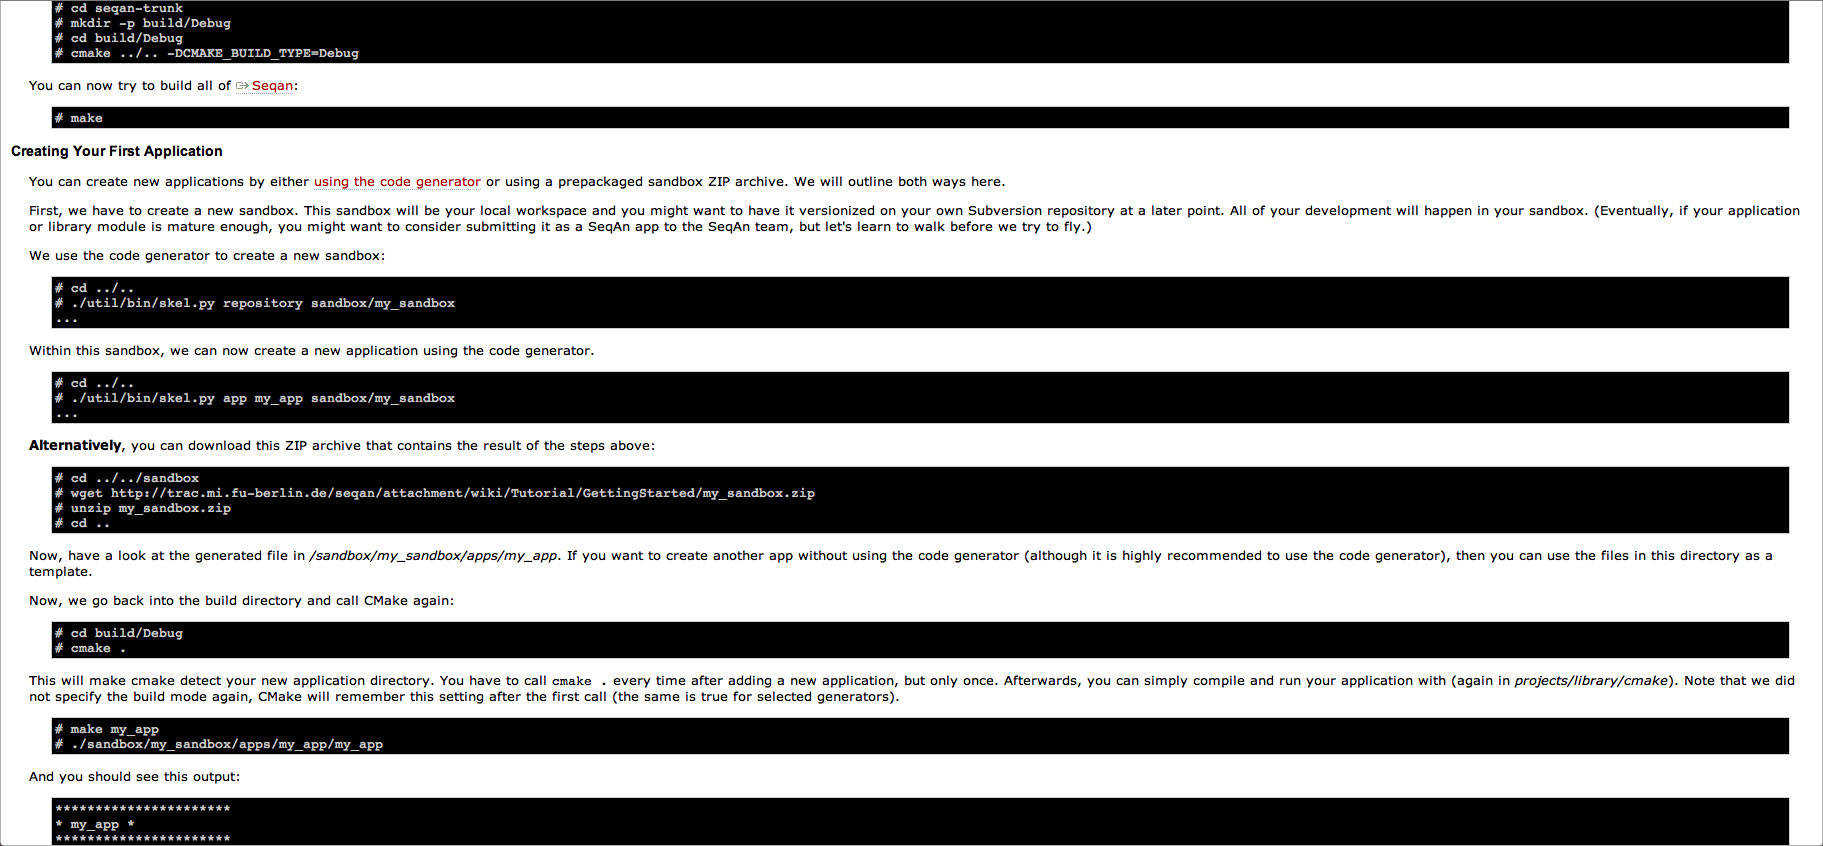 # cd seqan-trunk
# mkdir -p build/Debug
# cd build/Debug
# cmake ../.. -DCMAKE_BUILD_TYPE=Debug
You can now try to build all of Seqan:
# make
Creating Your First Application
You can create new applications by either using the code generator or using a prepackaged sandbox ZIP archive. We will outline both ways here.
First, we have to create a new sandbox. This sandbox will be your local workspace and you might want to have it versionized on your own Subversion repository at a later point. All of your development will happen in your sandbox. (Eventually, if your application
or library module is mature enough, you might want to consider submitting it as a SeqAn app to the SeqAn team, but let's learn to walk before we try to fly.)
We use the code generator to create a new sandbox:
# cd ../..
# ./util/bin/skel.py repository sandbox/my_sandbox
...
Within this sandbox, we can now create a new application using the code generator.
# cd ../..
# ./util/bin/skel.py app my_app sandbox/my_sandbox
...
Alternatively, you can download this ZIP archive that contains the result of the steps above:
# cd ../../sandbox
# wget http://trac.mi.fu-berlin.de/seqan/attachment/wiki/Tutorial/GettingStarted/my_sandbox.zip
# unzip my_sandbox.zip
# cd ..
Now, have a look at the generated file in /sandbox/my_sandbox/apps/my_app. If you want to create another app without using the code generator (although it is highly recommended to use the code generator), then you can use the files in this directory as a
template.
Now, we go back into the build directory and call CMake again:
# cd build/Debug
# cmake .
This will make cmake detect your new application directory. You have to call cmake . every time after adding a new application, but only once. Afterwards, you can simply compile and run your application with (again in projects/library/cmake). Note that we did
not specify the build mode again, CMake will remember this setting after the first call (the same is true for selected generators).
# make my_app
# ./sandbox/my_sandbox/apps/my_app/my_app
And you should see this output:
**********************
* my_app *
**********************